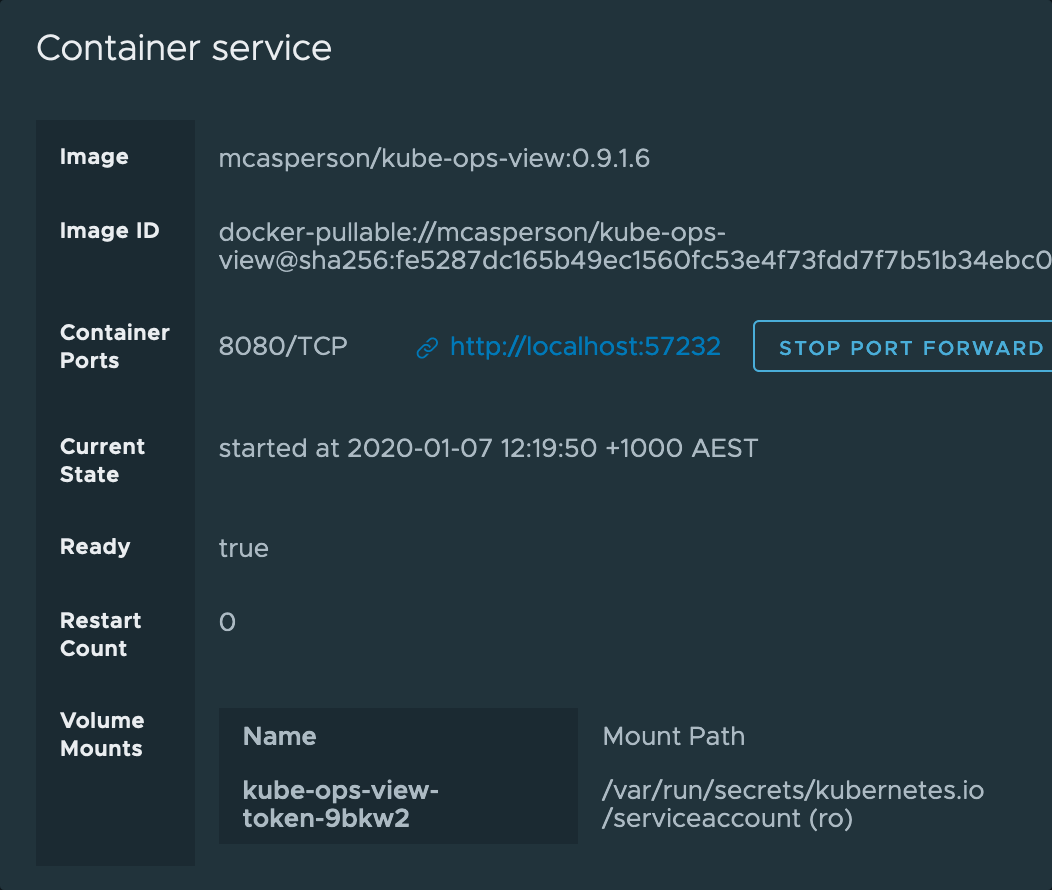 Container service
Image
mcasperson/kube-ops-view:0.9.1.6
Image ID
docker-pullable://mcasperson/kube-ops-
view@sha256:fe5287dc165b49ec1560fc53e4f73fdd7f7b51b34ebc0
Container
Ports
8080/TCP
http://localhost:57232
STOP PORT FORWARD
Current
State
started at 2020-01-07 12:19:50 +1000 AEST
Ready
true
Restart
Count
0
Volume
Mounts
Name
Mount Path
kube-ops-view-
token-9bkw2
/var/run/secrets/kubernetes.io
/serviceaccount (ro)